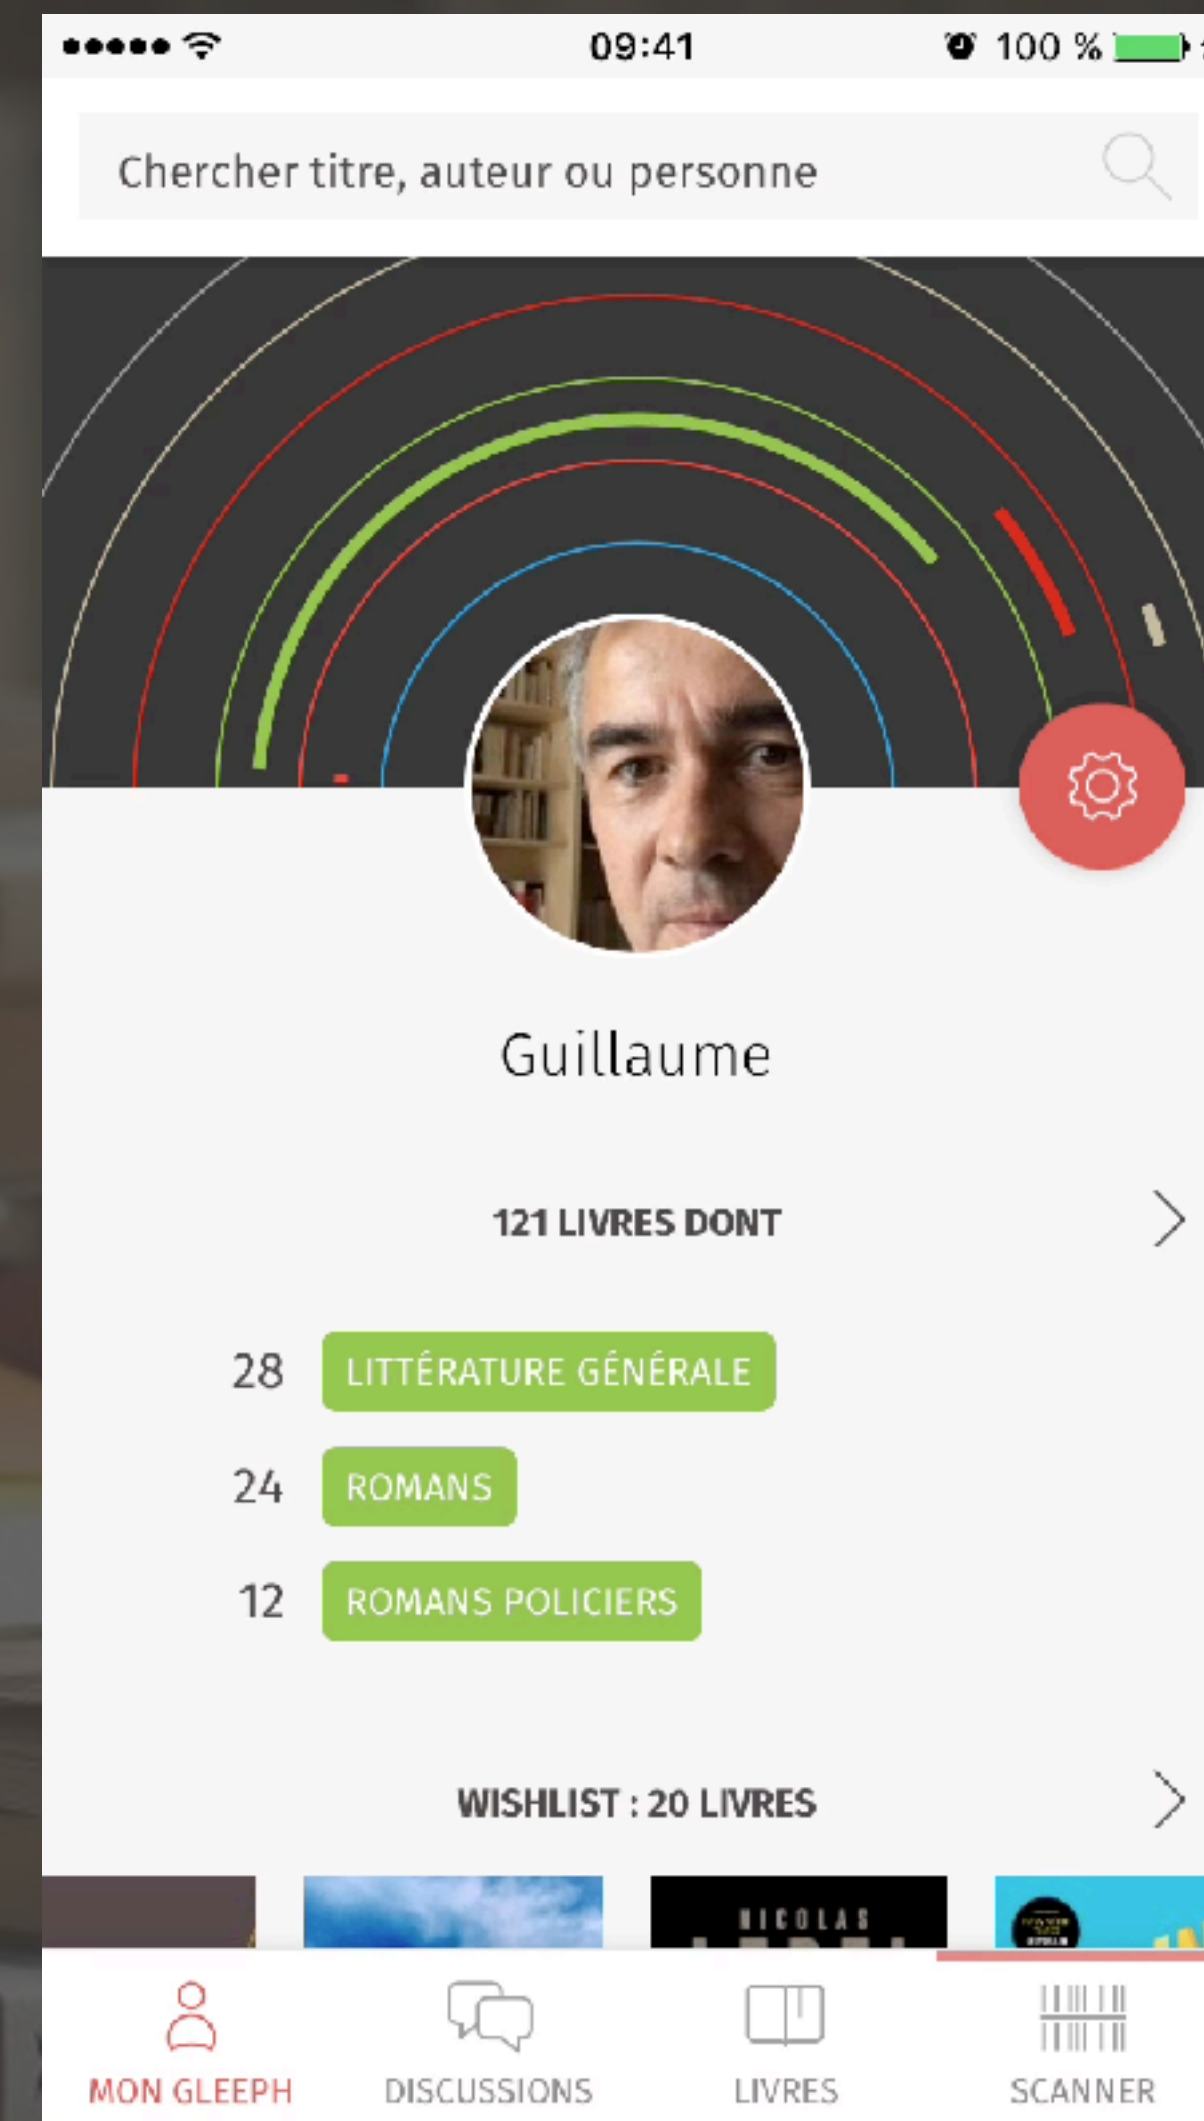 09:41
100 %
Chercher titre, auteur ou personne
Guillaume
121 LIVRES DONT
28 LITTÉRATURE GÉNÉRALE
24 ROMANS
12 ROMANS POLICIERS
WISHLIST : 20 LIVRES
NICOLAS
MON GLEEPH
DISCUSSIONS
LIVRES
SCANNER